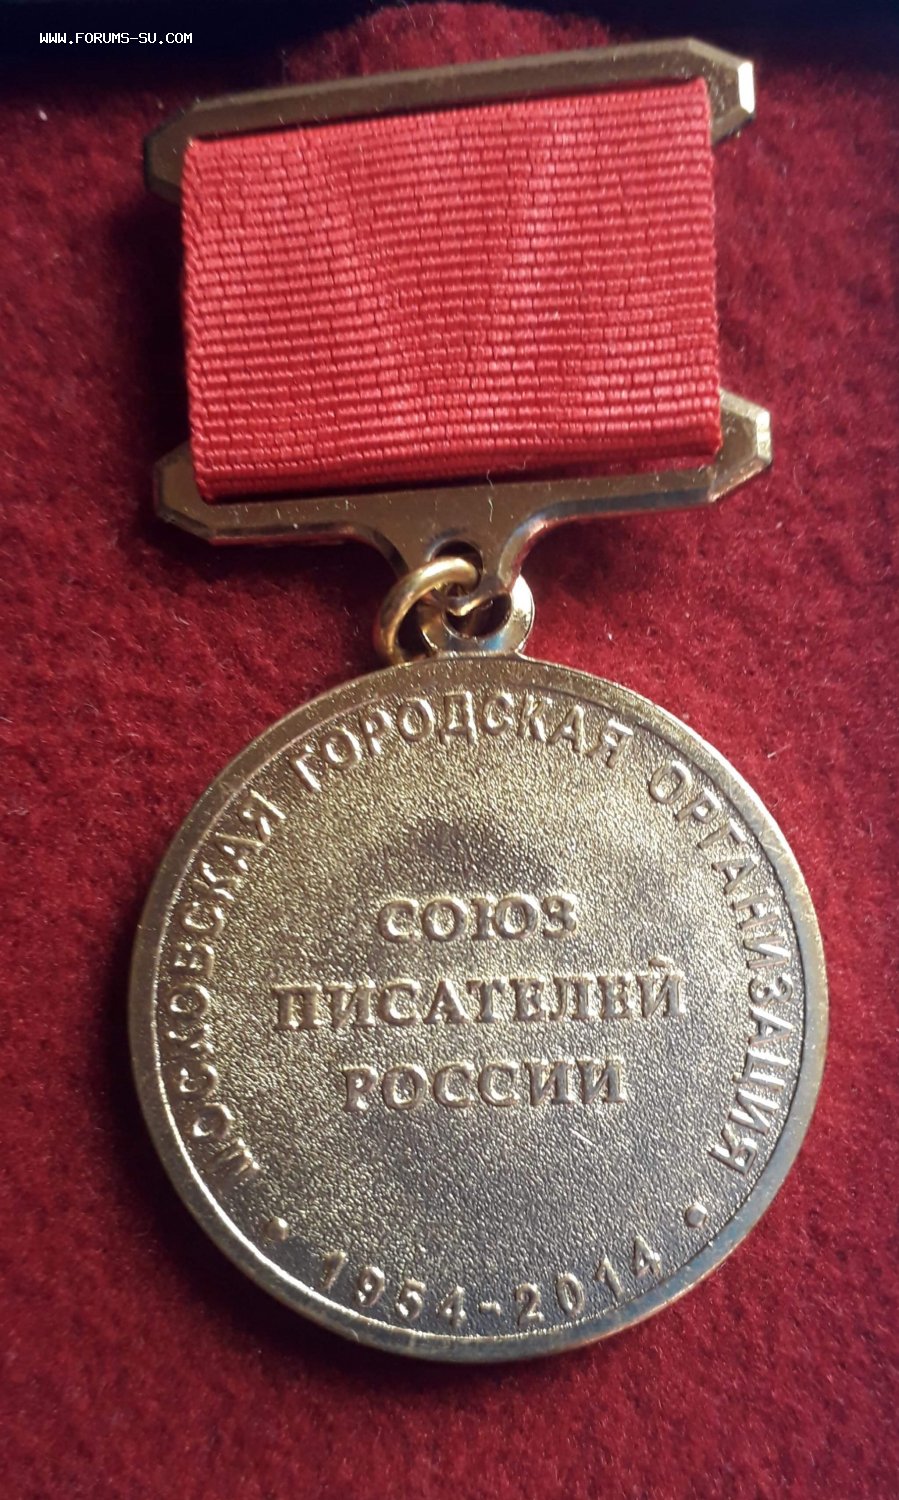 WWW.FORUMS-SU.COM
МОСКОВСКАЯ ГОРОДСКАЯ ОРГАНИЗАЦИЯ
СОЮЗ
ПИСАТЕЛЕЙ
РОССИИ
• 1954-2014 •